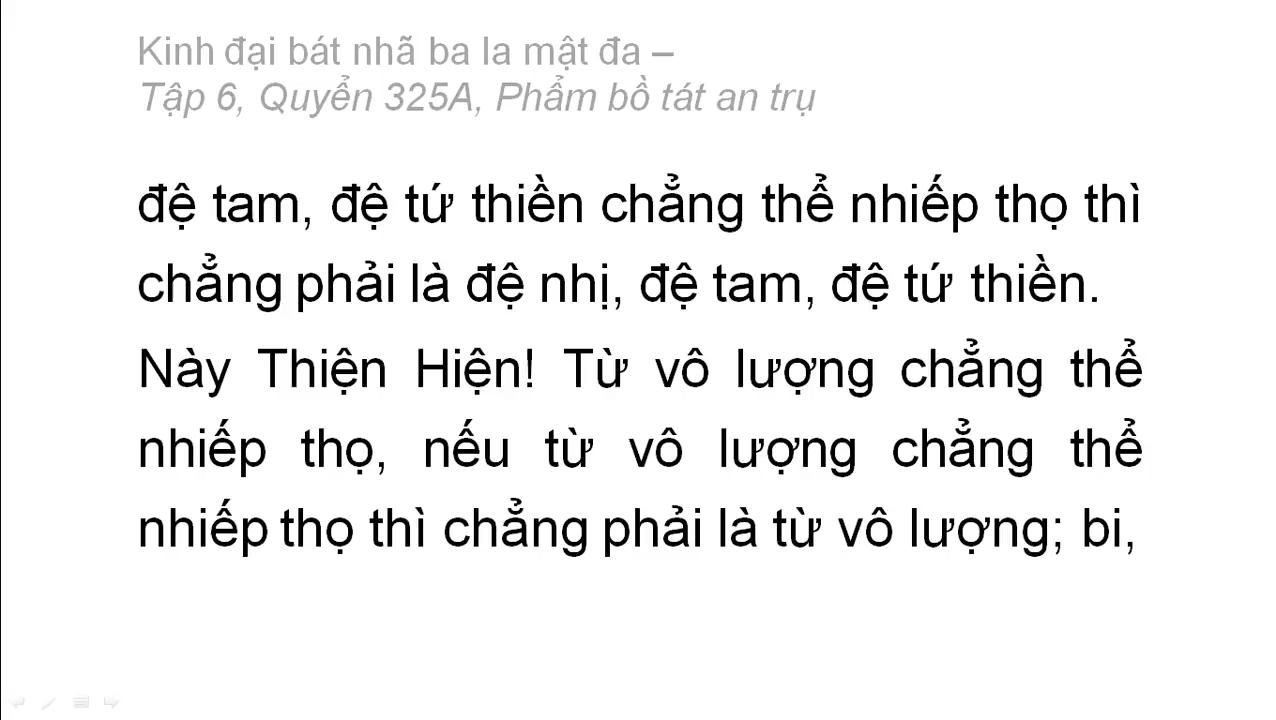 Kinh đại bát nhã ba la mật đa –
Tập 6, Quyển 325A, Phẩm bồ tát an trụ
đệ tam, đệ tứ thiền chẳng thể nhiếp thọ thì
chẳng phải là đệ nhị, đệ tam, đệ tứ thiền.
Này Thiện Hiện! Từ vô lượng chẳng thể
nhiếp thọ, nếu từ vô lượng chẳng thể
nhiếp thọ thì chẳng phải là từ vô lượng; bi,